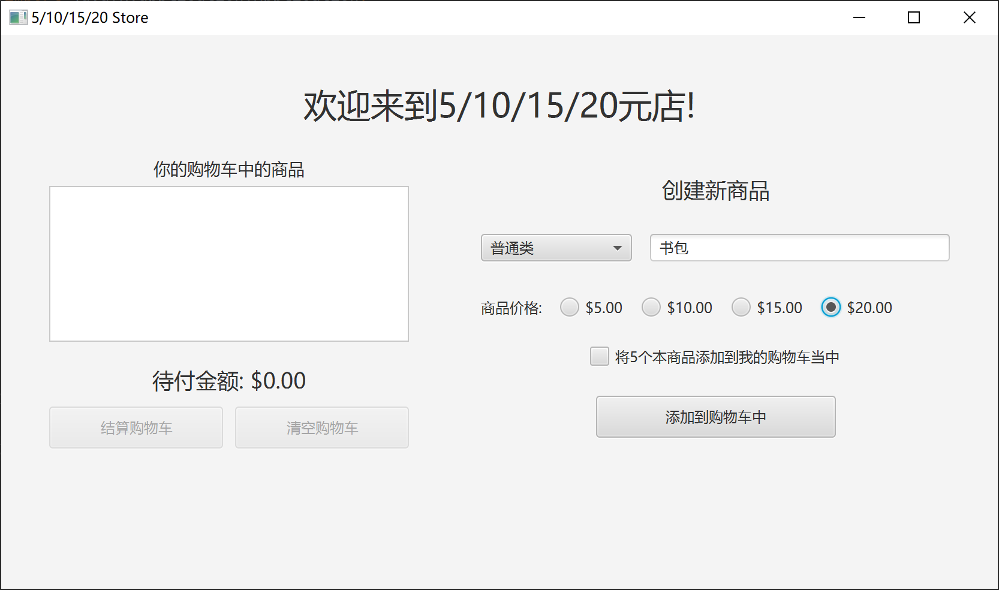 5/10/15/20 Store
欢迎来到5/10/15/20元店!
你的购物车中的商品
待付金额: $0.00
结算购物车 清空购物车
创建新商品
普通类 书包
商品价格: $5.00 $10.00 $15.00 $20.00
将5个本商品添加到我的购物车当中
添加到购物车中